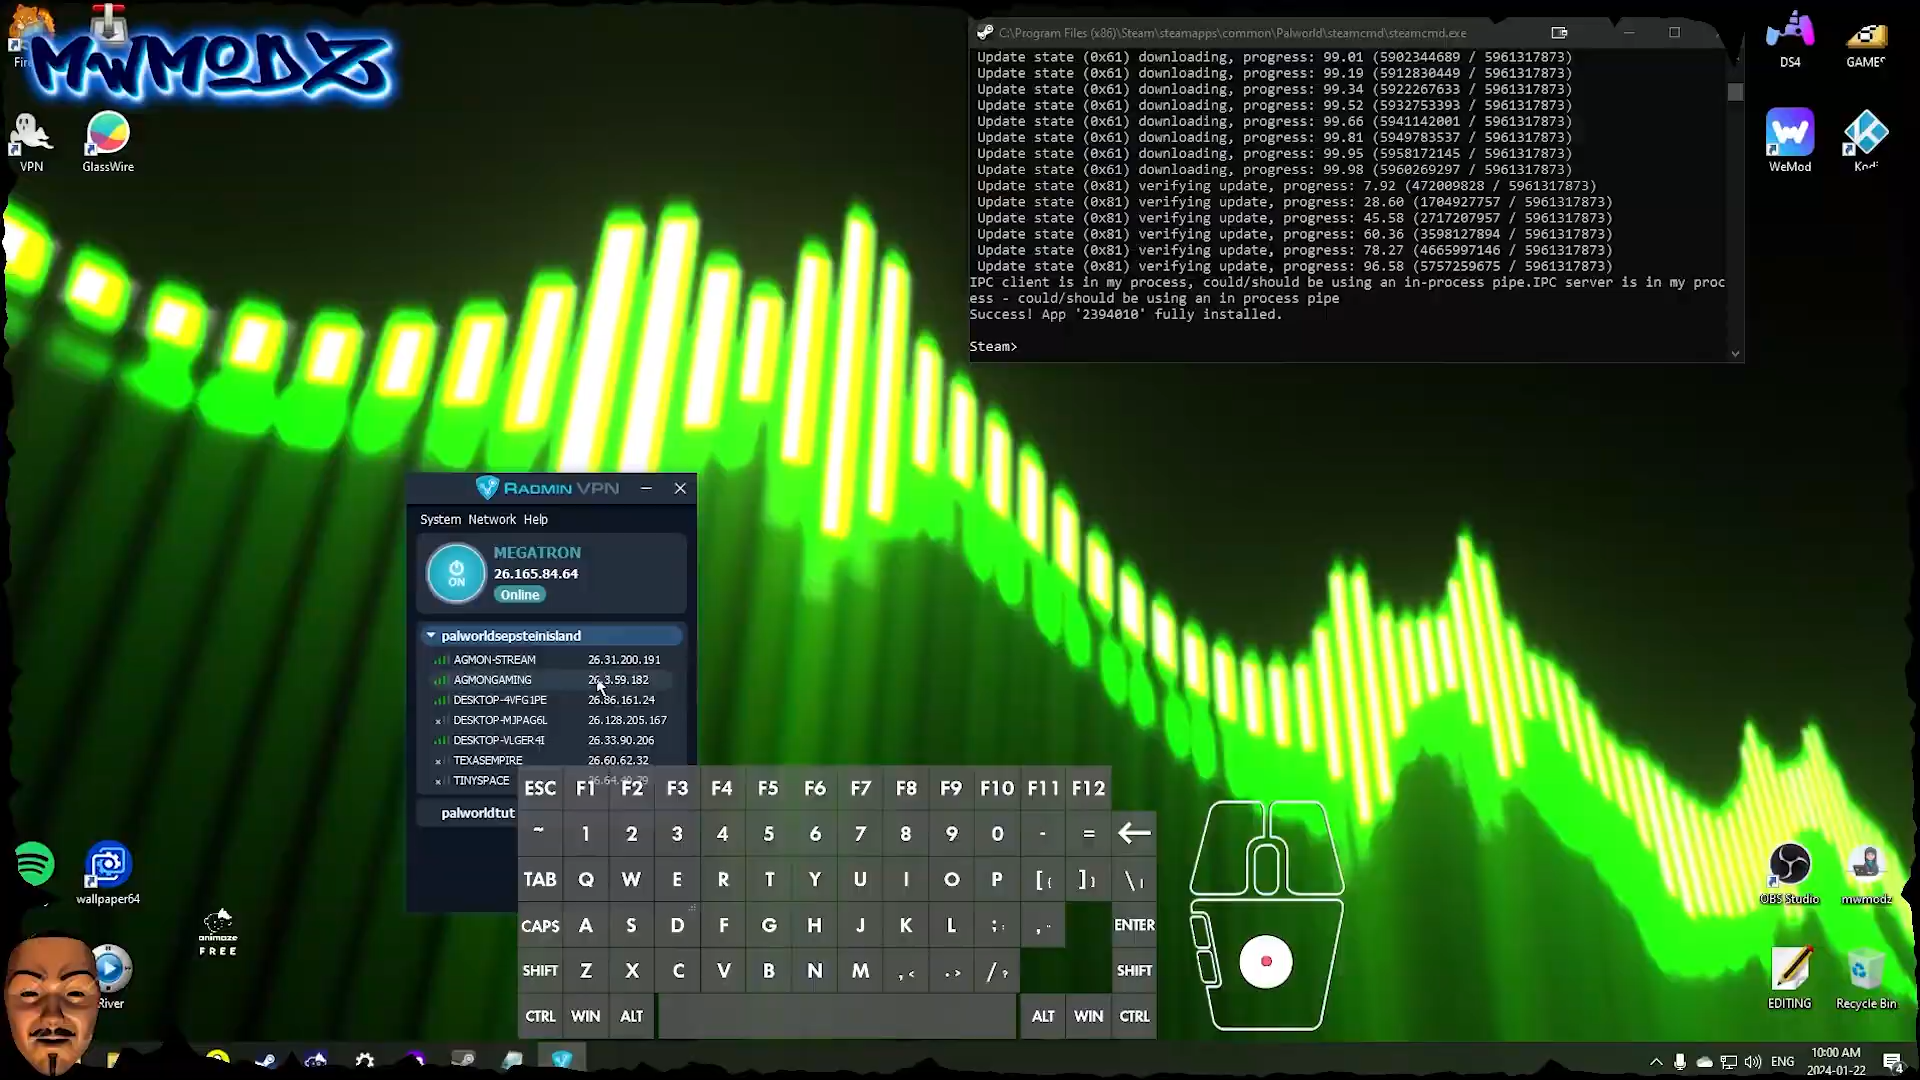 MWMODZ
Fire
VPN
GlassWire
C:\Program Files (x86)\Steam\steamapps\common\Palworld\steamcmd\steamcmd.exe
Update state (0x61) downloading, progress: 99.01 (5902344689 / 5961317873)
Update state (0x61) downloading, progress: 99.19 (5912830449 / 5961317873)
Update state (0x61) downloading, progress: 99.34 (5922267633 / 5961317873)
Update state (0x61) downloading, progress: 99.52 (5932753393 / 5961317873)
Update state (0x61) downloading, progress: 99.66 (5941142001 / 5961317873)
Update state (0x61) downloading, progress: 99.81 (5949783537 / 5961317873)
Update state (0x61) downloading, progress: 99.95 (5958172145 / 5961317873)
Update state (0x61) downloading, progress: 99.98 (5960269297 / 5961317873)
Update state (0x81) verifying update, progress: 7.92 (472009828 / 5961317873)
Update state (0x81) verifying update, progress: 28.60 (1704927757 / 5961317873)
Update state (0x81) verifying update, progress: 45.58 (2717207957 / 5961317873)
Update state (0x81) verifying update, progress: 60.36 (3598127894 / 5961317873)
Update state (0x81) verifying update, progress: 78.27 (4665997146 / 5961317873)
Update state (0x81) verifying update, progress: 96.58 (5757259675 / 5961317873)
IPC client is in my process, could/should be using an in-process pipe.IPC server is in my proc
ess - could/should be using an in process pipe
Success! App '2394010' fully installed.
Steam>
DS4
GAMES
WeMod
Kodi
RADMIN VPN
System Network Help
ON
MEGATRON
26.165.84.64
Online
palworldsepsteinisland
AGMON-STREAM 26.31.200.191
AGMONGAMING 26.3.59.182
DESKTOP-4VFG1PE 26.86.161.24
DESKTOP-MJPAG6L 26.128.205.167
DESKTOP-VLGER4I 26.33.90.206
TEXASEMPIRE 26.60.62.32
TINYSPACE
palworldtut
ESC F1 F2 F3 F4 F5 F6 F7 F8 F9 F10 F11 F12
~ 1 2 3 4 5 6 7 8 9 0 - = ←
TAB Q W E R T Y U I O P [{ ]} \|
CAPS A S D F G H J K L ;: ,. ENTER
SHIFT Z X C V B N M ,< .> /? SHIFT
CTRL WIN ALT ALT WIN CTRL
wallpaper64
animaze
FREE
River
OBS Studio
mwmodz
EDITING
Recycle Bin
ENG
10:00 AM
2024-01-22
4